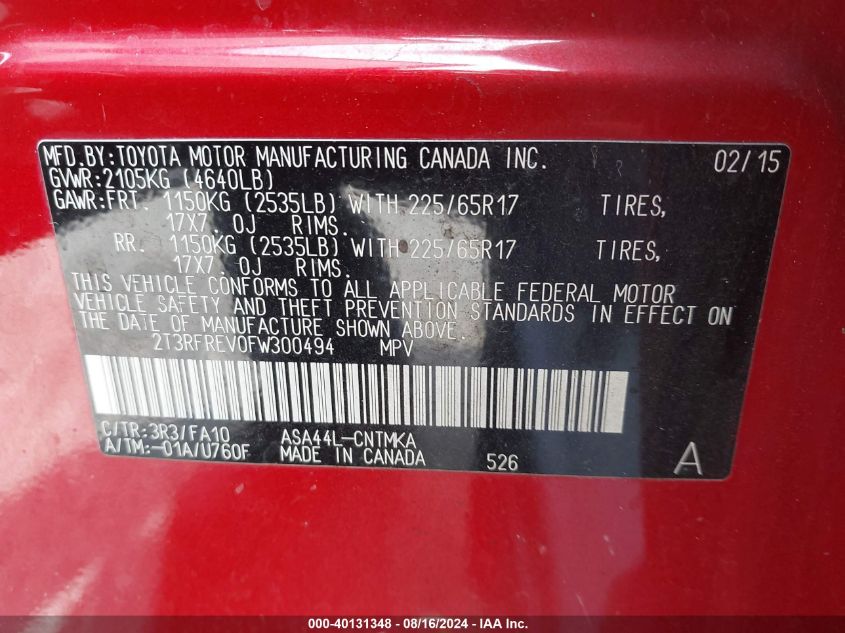 MFD.BY:TOYOTA MOTOR MANUFACTURING CANADA INC. 02/15
GVWR:2105KG (4640LB)
GAWR:FRT. 1150KG (2535LB) WITH 225/65R17 TIRES,
17X7.0J RIMS.
RR. 1150KG (2535LB) WITH 225/65R17 TIRES,
17X7.0J RIMS.
THIS VEHICLE CONFORMS TO ALL APPLICABLE FEDERAL MOTOR
VEHICLE SAFETY AND THEFT PREVENTION STANDARDS IN EFFECT ON
THE DATE OF MANUFACTURE SHOWN ABOVE.
2T3RFREV0FW300494 MPV
C/TR:3R3/FA10 ASA44L-CNTMKA
A/TM:-01A/U760F MADE IN CANADA 526 A
000-40131348 - 08/16/2024 - IAA Inc.